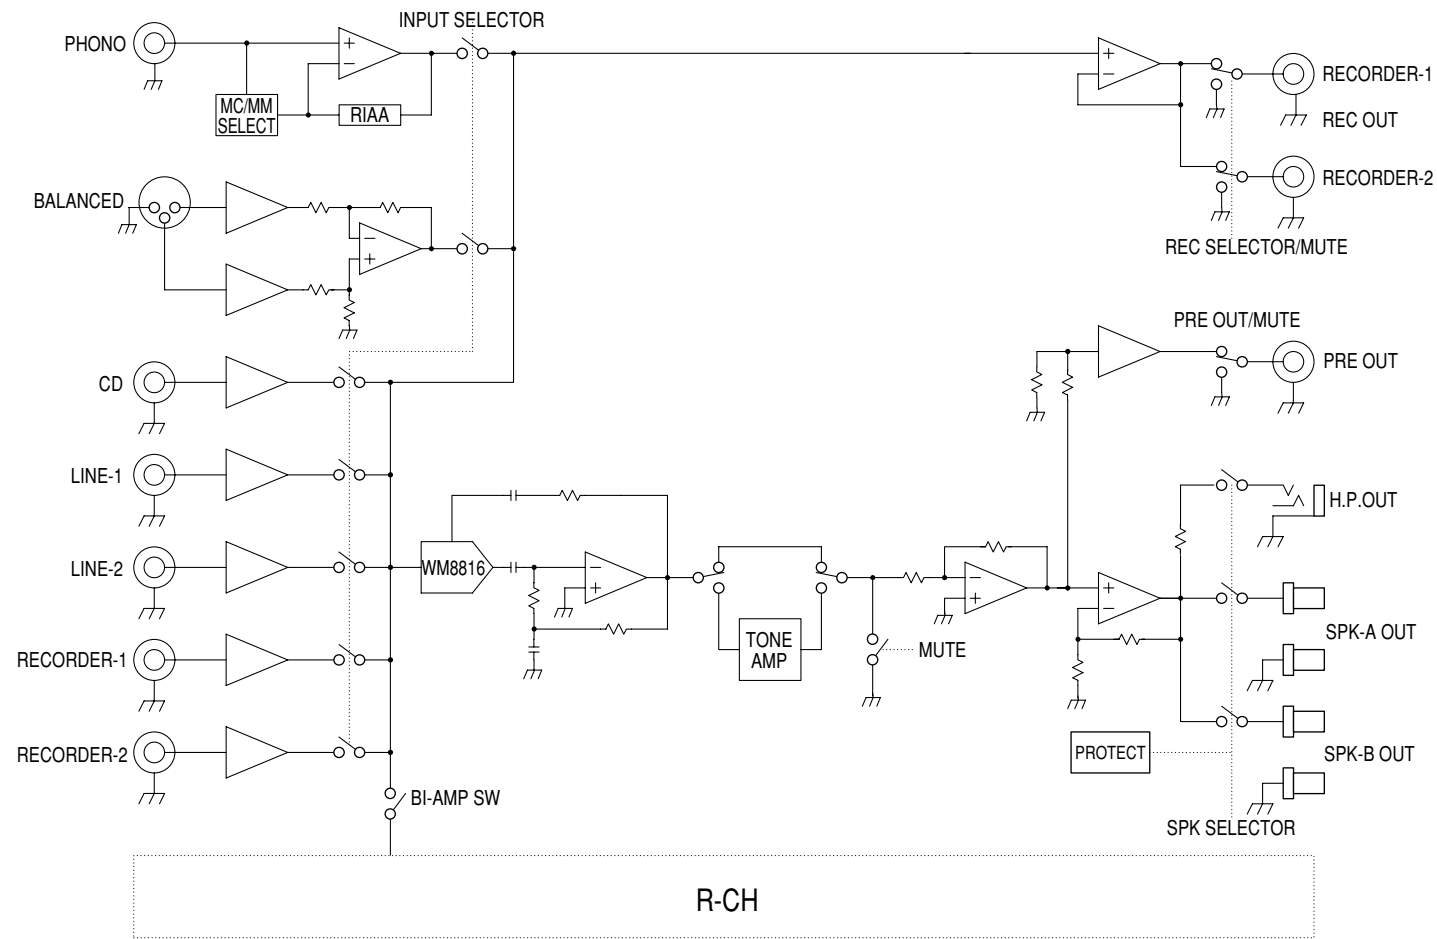 INPUT SELECTOR
PHONO
MC/MM
SELECT
+
−
RIAA
+
−
RECORDER-1
REC OUT
RECORDER-2
REC SELECTOR/MUTE
BALANCED
−
+
PRE OUT/MUTE
PRE OUT
CD
LINE-1
H.P.OUT
LINE-2
WM8816
−
+
−
+
+
−
TONE
AMP
MUTE
SPK-A OUT
RECORDER-1
RECORDER-2
PROTECT
SPK-B OUT
BI-AMP SW
SPK SELECTOR
R-CH